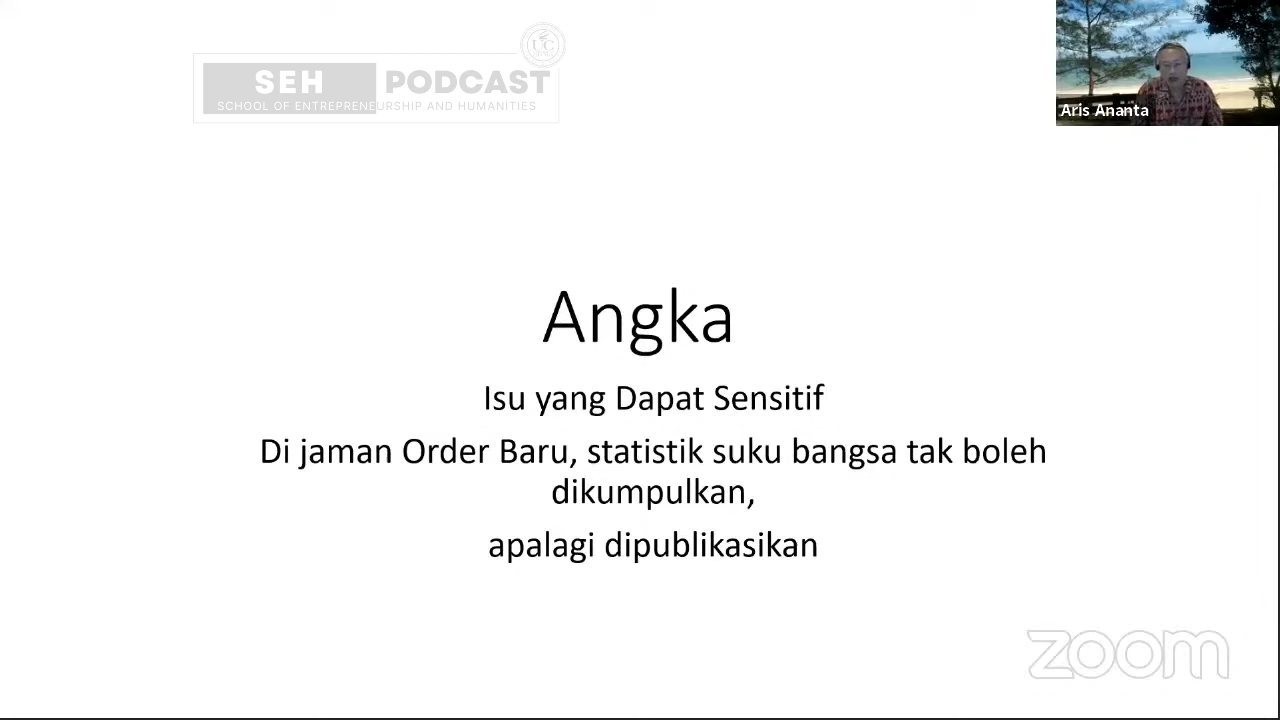 UC
SEH PODCAST
SCHOOL OF ENTREPRENEURSHIP AND HUMANITIES
Aris Ananta
Angka
Isu yang Dapat Sensitif
Di jaman Order Baru, statistik suku bangsa tak boleh
dikumpulkan,
apalagi dipublikasikan
zoom